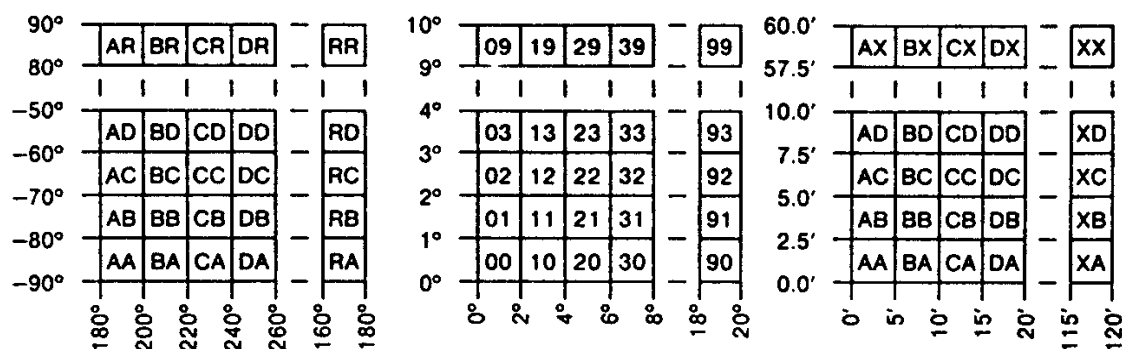 90° AR BR CR DR RR 10° 09 19 29 39 99 60.0′ AX BX CX DX XX
80° 9° 57.5′
−50° 4° 10.0′
AD BD CD DD RD 03 13 23 33 93 AD BD CD DD XD
−60° 3° 7.5′
AC BC CC DC RC 02 12 22 32 92 AC BC CC DC XC
−70° 2° 5.0′
AB BB CB DB RB 01 11 21 31 91 AB BB CB DB XB
−80° 1° 2.5′
AA BA CA DA RA 00 10 20 30 90 AA BA CA DA XA
−90° 0° 0.0′
180° 200° 220° 240° 260° 160° 180° 0° 2° 4° 6° 8° 18° 20° 0′ 5′ 10′ 15′ 20′ 115′ 120′